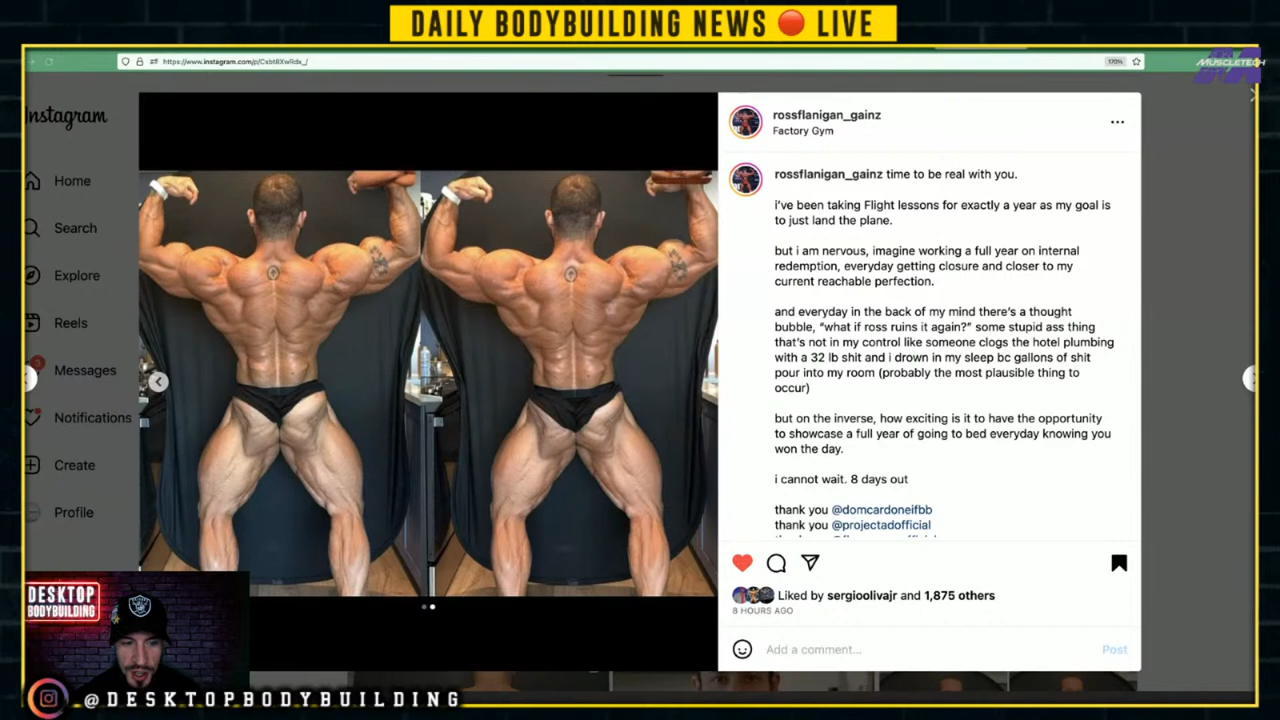 DAILY BODYBUILDING NEWS 🔴 LIVE
https://www.instagram.com/p/Csbt8XwRdx_/
170%
MUSCLETECH
Instagram
Home
Search
Explore
Reels
3
Messages
Notifications
Create
Profile
rossflanigan_gainz
Factory Gym
rossflanigan_gainz time to be real with you.
i've been taking Flight lessons for exactly a year as my goal is
to just land the plane.
but i am nervous, imagine working a full year on internal
redemption, everyday getting closure and closer to my
current reachable perfection.
and everyday in the back of my mind there's a thought
bubble, "what if ross ruins it again?" some stupid ass thing
that's not in my control like someone clogs the hotel plumbing
with a 32 lb shit and i drown in my sleep bc gallons of shit
pour into my room (probably the most plausible thing to
occur)
but on the inverse, how exciting is it to have the opportunity
to showcase a full year of going to bed everyday knowing you
won the day.
i cannot wait. 8 days out
thank you @domcardoneifbb
thank you @projectadofficial
Liked by sergioolivajr and 1,875 others
8 HOURS AGO
Add a comment...
Post
DESKTOP
BODYBUILDING
@DESKTOPBODYBUILDING